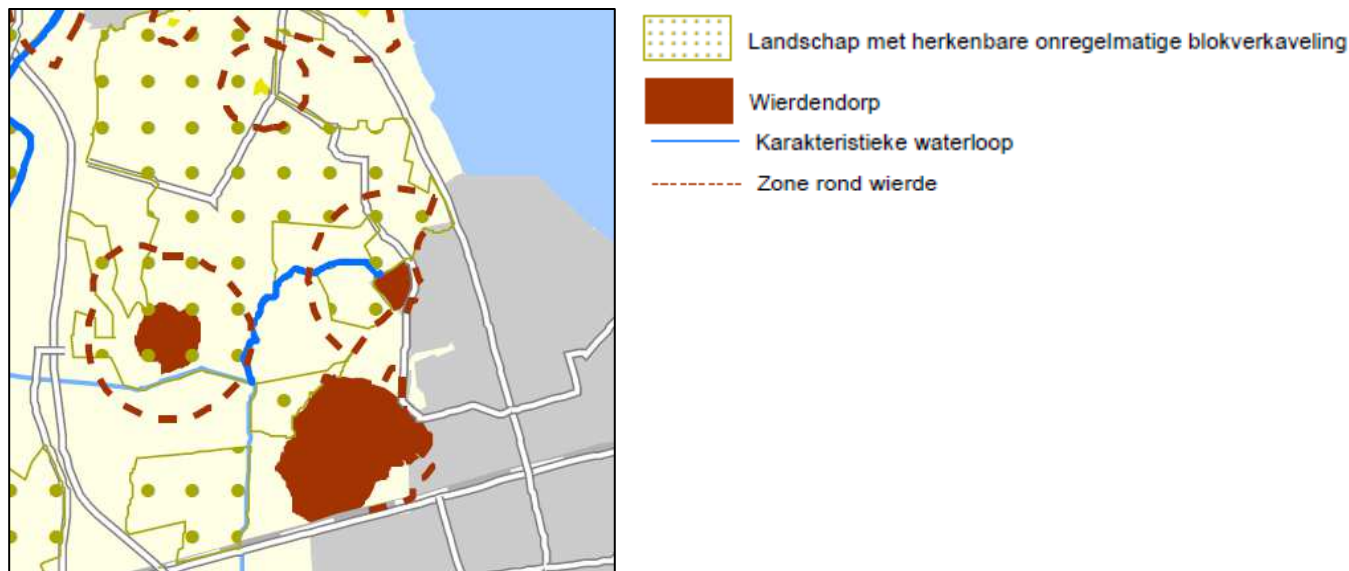 Landschap met herkenbare onregelmatige blokverkaveling
Wierdendorp
Karakteristieke waterloop
Zone rond wierde